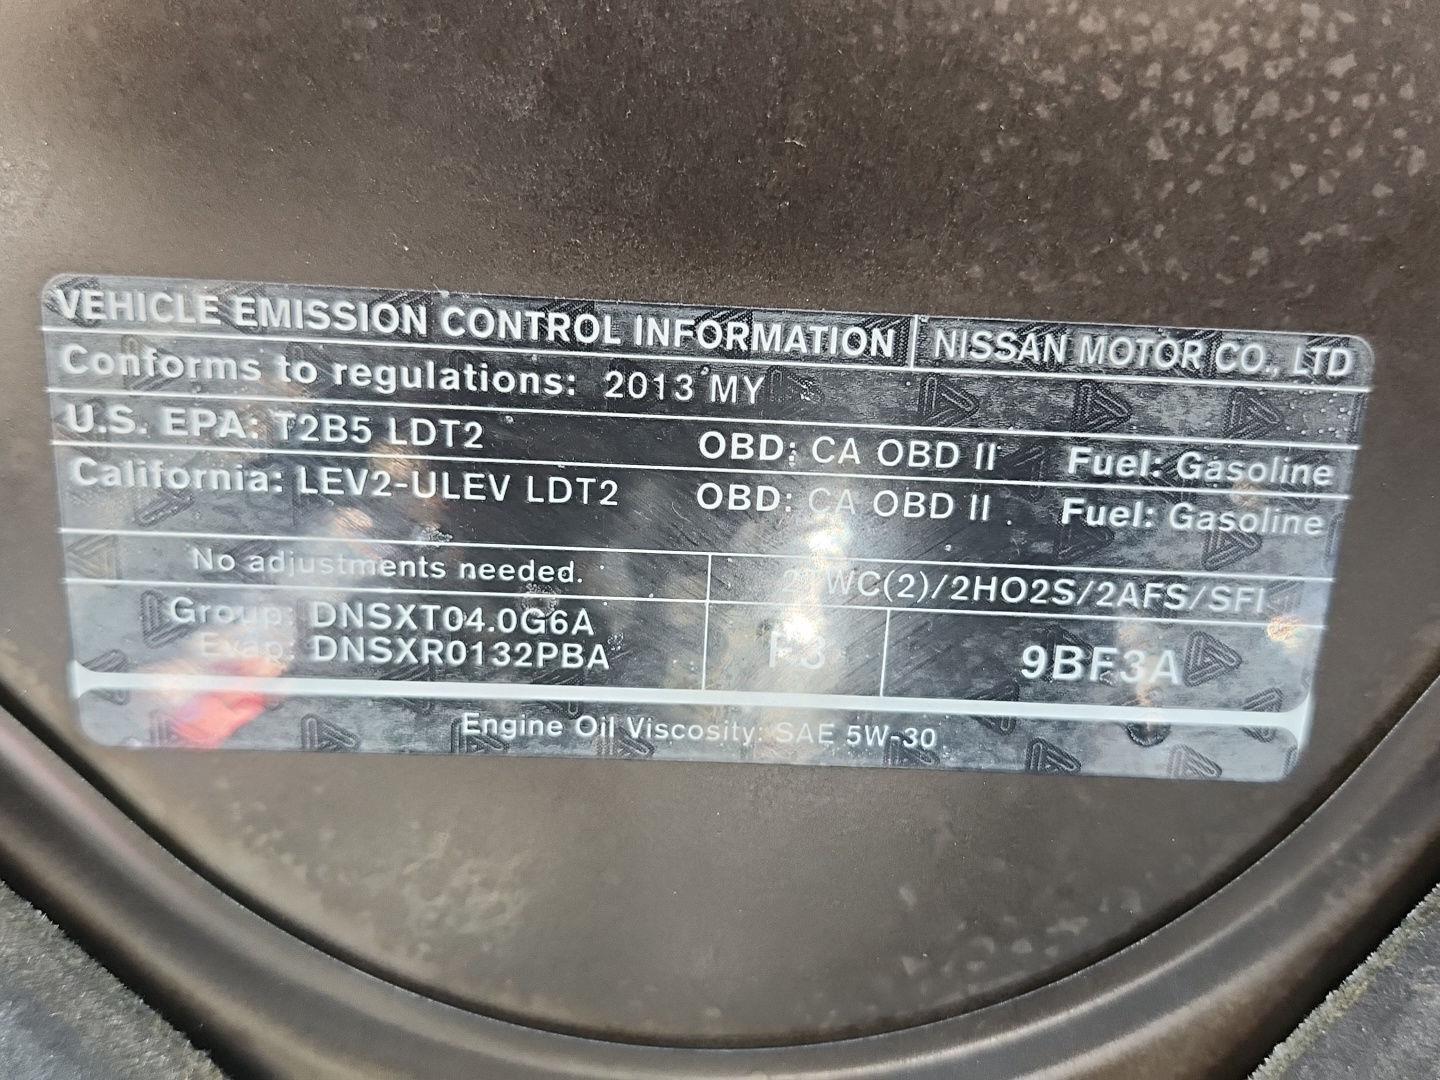 VEHICLE EMISSION CONTROL INFORMATION NISSAN MOTOR CO., LTD
Conforms to regulations: 2013 MY
U.S. EPA: T2B5 LDT2 OBD: CA OBD II Fuel: Gasoline
California: LEV2-ULEV LDT2 OBD: CA OBD II Fuel: Gasoline
No adjustments needed. 2TWC(2)/2HO2S/2AFS/SFI
Group: DNSXT04.0G6A
Evap: DNSXR0132PBA 9BF3A
Engine Oil Viscosity: SAE 5W-30